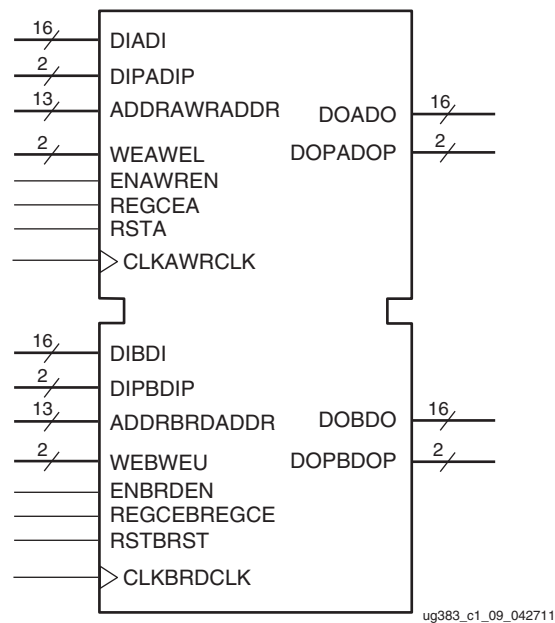 16 DIADI
2 DIPADIP
13 ADDRAWRADDR DOADO 16
2 WEAWEL DOPADOP 2
ENAWREN
REGCEA
RSTA
CLKAWRCLK
16 DIBDI
2 DIPBDIP
13 ADDRBRDADDR DOBDO 16
2 WEBWEU DOPBDOP 2
ENBRDEN
REGCEBREGCE
RSTBRST
CLKBRDCLK
ug383_c1_09_042711